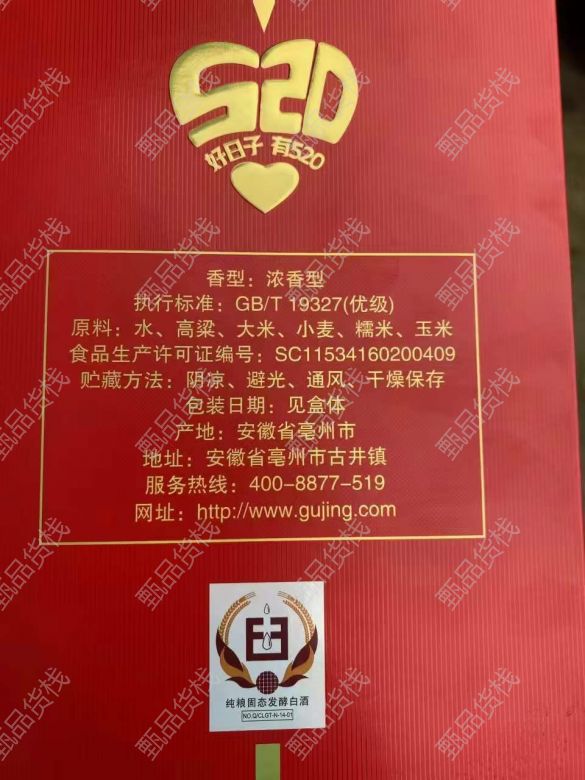 520
好日子 有520
香型：浓香型
执行标准：GB/T 19327(优级)
原料：水、高粱、大米、小麦、糯米、玉米
食品生产许可证编号：SC11534160200409
贮藏方法：阴凉、避光、通风、干燥保存
包装日期：见盒体
产地：安徽省亳州市
地址：安徽省亳州市古井镇
服务热线：400-8877-519
网址：http://www.gujing.com
纯粮固态发酵白酒
NO.Q/CLGT-N-14-01
甄品货栈